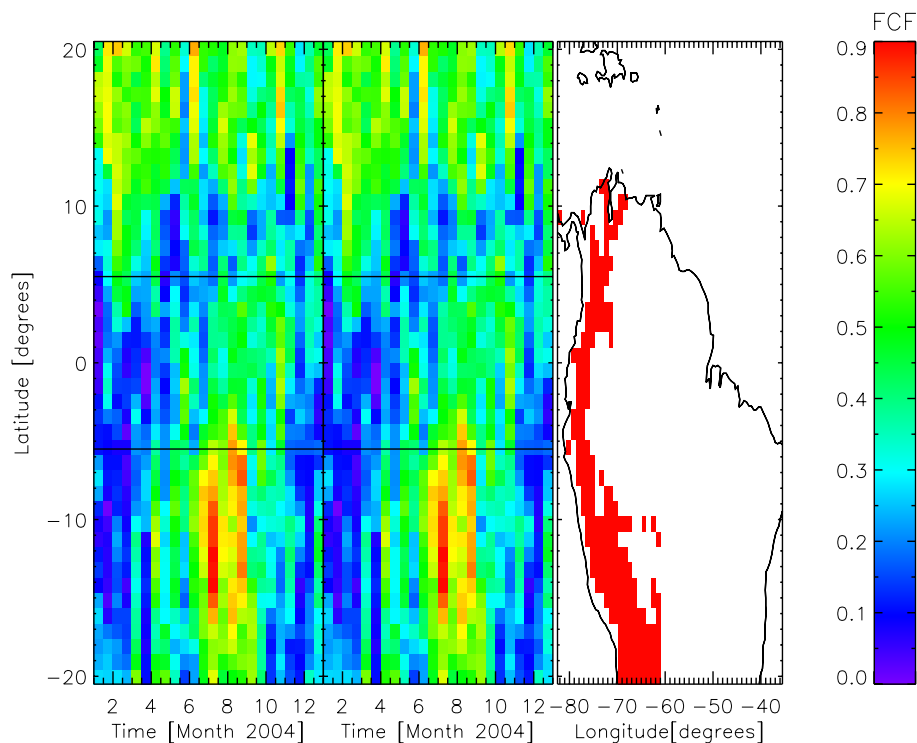 FCF
20
10
0
−10
−20
Latitude [degrees]
2 4 6 8 10 12
Time [Month 2004]
2 4 6 8 10 12
Time [Month 2004]
−80 −70 −60 −50 −40
Longitude[degrees]
0.9
0.8
0.7
0.6
0.5
0.4
0.3
0.2
0.1
0.0